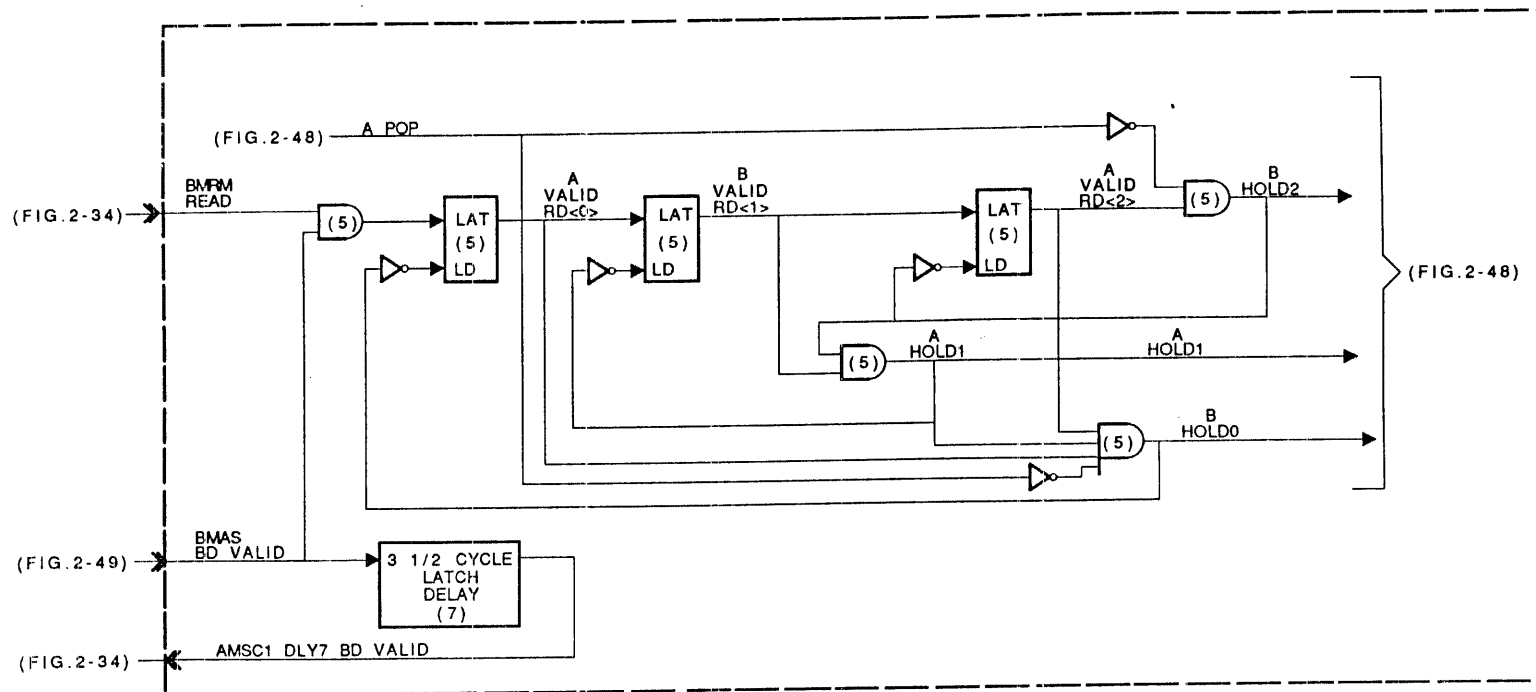 (FIG.2-48)
A POP
BMRM
READ
(FIG.2-34)
(5)
LAT
(5)
LD
A
VALID
RD<0>
LAT
(5)
LD
B
VALID
RD<1>
LAT
(5)
LD
A
VALID
RD<2>
(5)
B
HOLD2
(FIG.2-48)
(5)
A
HOLD1
A
HOLD1
(5)
B
HOLD0
(FIG.2-49)
BMAS
BD VALID
3 1/2 CYCLE
LATCH
DELAY
(7)
(FIG.2-34)
AMSC1 DLY7 BD VALID